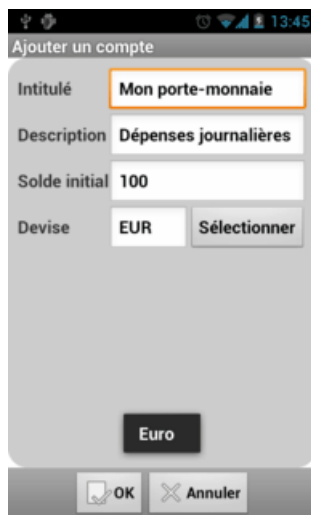 13:45
Ajouter un compte
Intitulé Mon porte-monnaie
Description Dépenses journalières
Solde initial 100
Devise EUR Sélectionner
Euro
OK Annuler